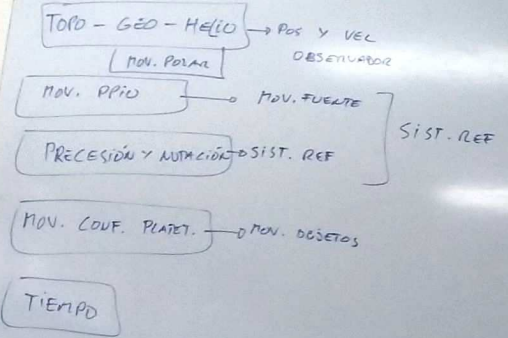 TOPO - GEO - HELIO → POS Y VEL
OBSERVADOR
MOV. POLAR
MOV. PPIO → MOV. FUENTE
SIST. REF
PRECESIÓN Y NUTACIÓN → SIST. REF
MOV. CONF. PLANET. → MOV. OBJETOS
TIEMPO